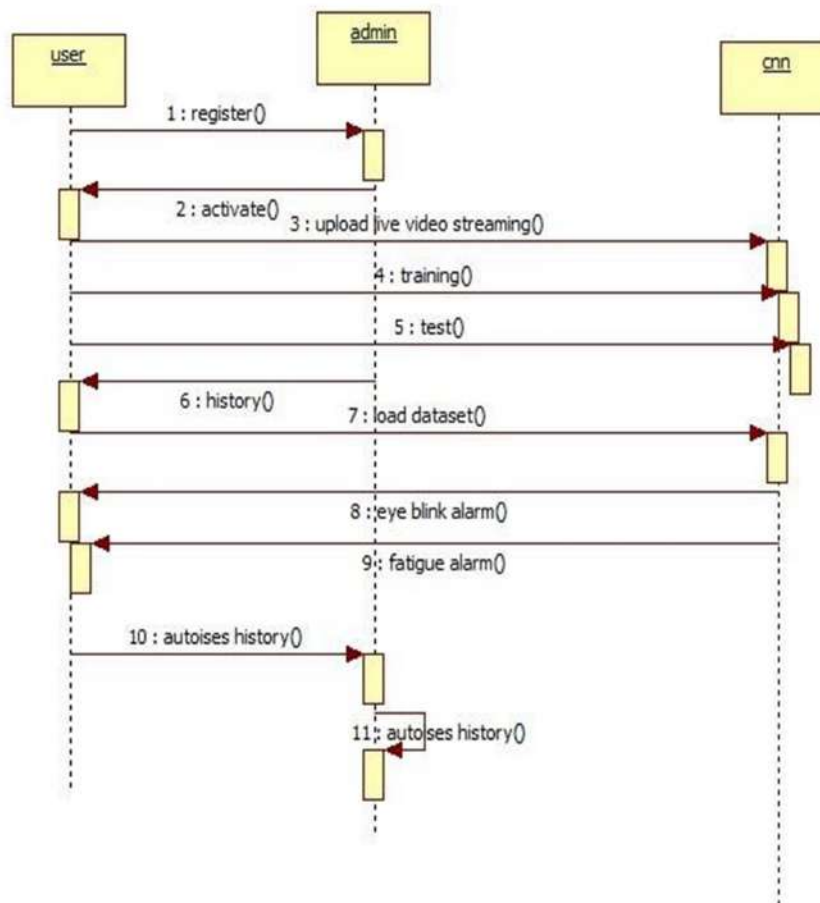 user
admin
cnn
1 : register()
2 : activate()
3 : upload live video streaming()
4 : training()
5 : test()
6 : history()
7 : load dataset()
8 : eye blink alarm()
9 : fatigue alarm()
10 : autoises history()
11 : autoises history()